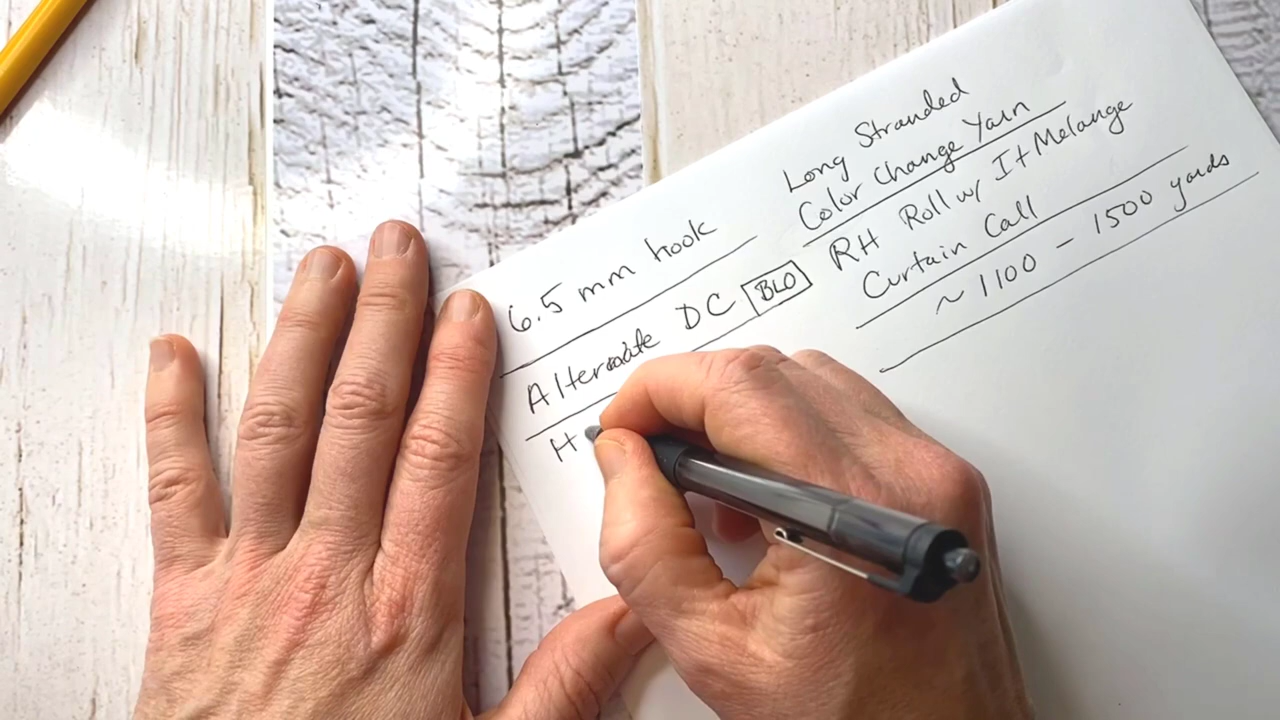 6.5 mm hook
Alternate DC BLO
H
Long Stranded
Color Change Yarn
RH Roll w/ It Melange
Curtain Call
~ 1100 - 1500 yards